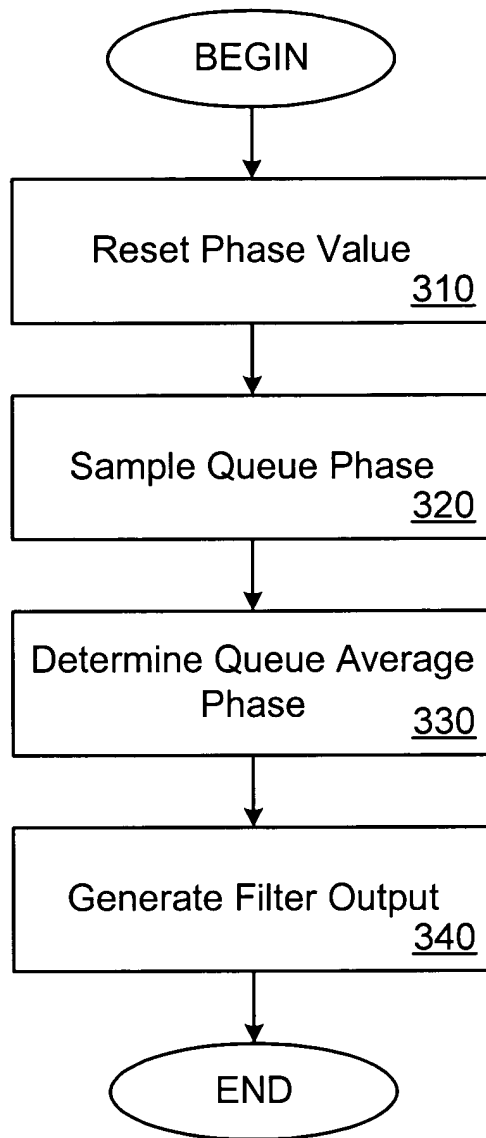 BEGIN
Reset Phase Value
310
Sample Queue Phase
320
Determine Queue Average
Phase
330
Generate Filter Output
340
END